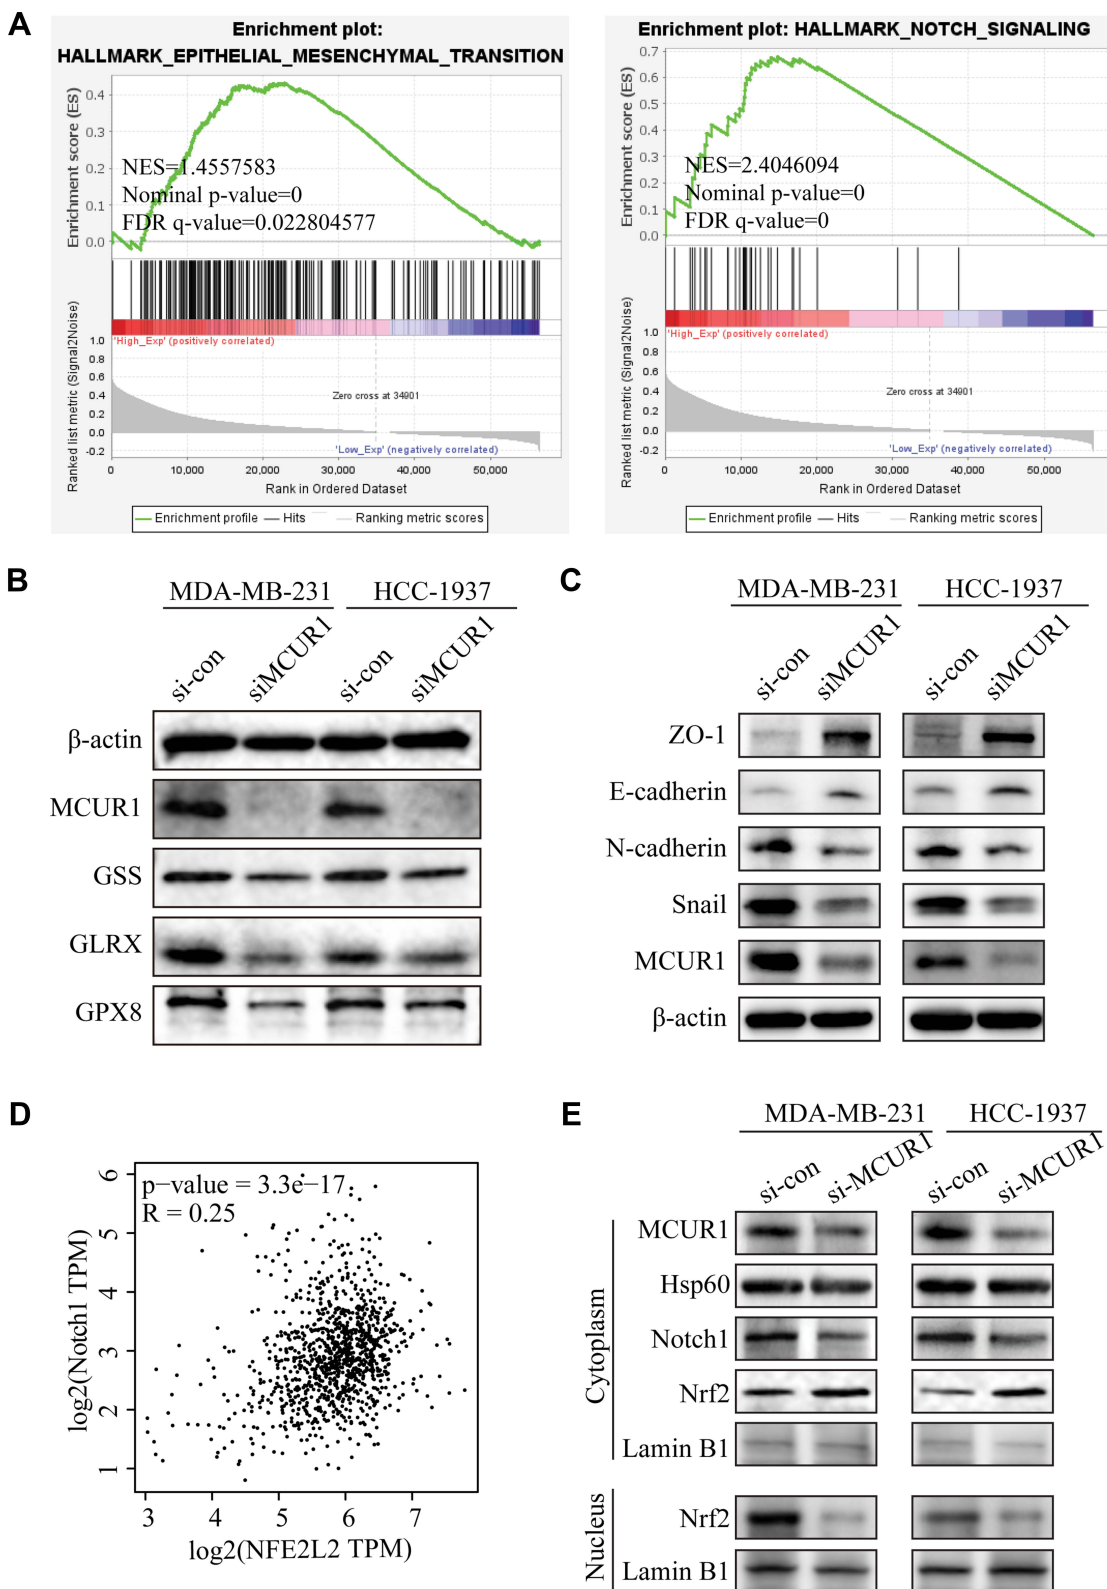 A
Enrichment plot:
HALLMARK_EPITHELIAL_MESENCHYMAL_TRANSITION
Enrichment score (ES)
0.4
0.3
0.2
0.1
0.0
NES=1.4557583
Nominal p-value=0
FDR q-value=0.022804577
Ranked list metric (Signal2Noise)
1.0
0.8
0.6
0.4
0.2
0.0
-0.2
'High_Exp' (positively correlated)
Zero cross at 34901
'Low_Exp' (negatively correlated)
0 10,000 20,000 30,000 40,000 50,000
Rank in Ordered Dataset
Enrichment profile Hits Ranking metric scores
Enrichment plot: HALLMARK_NOTCH_SIGNALING
Enrichment score (ES)
0.7
0.6
0.5
0.4
0.3
0.2
0.1
0.0
NES=2.4046094
Nominal p-value=0
FDR q-value=0
Ranked list metric (Signal2Noise)
1.0
0.8
0.6
0.4
0.2
0.0
-0.2
'High_Exp' (positively correlated)
Zero cross at 34901
'Low_Exp' (negatively correlated)
0 10,000 20,000 30,000 40,000 50,000
Rank in Ordered Dataset
Enrichment profile Hits Ranking metric scores
B
MDA-MB-231 HCC-1937
si-con siMCUR1 si-con siMCUR1
β-actin
MCUR1
GSS
GLRX
GPX8
C
MDA-MB-231 HCC-1937
si-con siMCUR1 si-con siMCUR1
ZO-1
E-cadherin
N-cadherin
Snail
MCUR1
β-actin
D
p−value = 3.3e−17
R = 0.25
log2(Notch1 TPM)
6
5
4
3
2
1
3 4 5 6 7
log2(NFE2L2 TPM)
E
MDA-MB-231 HCC-1937
si-con si-MCUR1 si-con si-MCUR1
Cytoplasm
MCUR1
Hsp60
Notch1
Nrf2
Lamin B1
Nucleus
Nrf2
Lamin B1